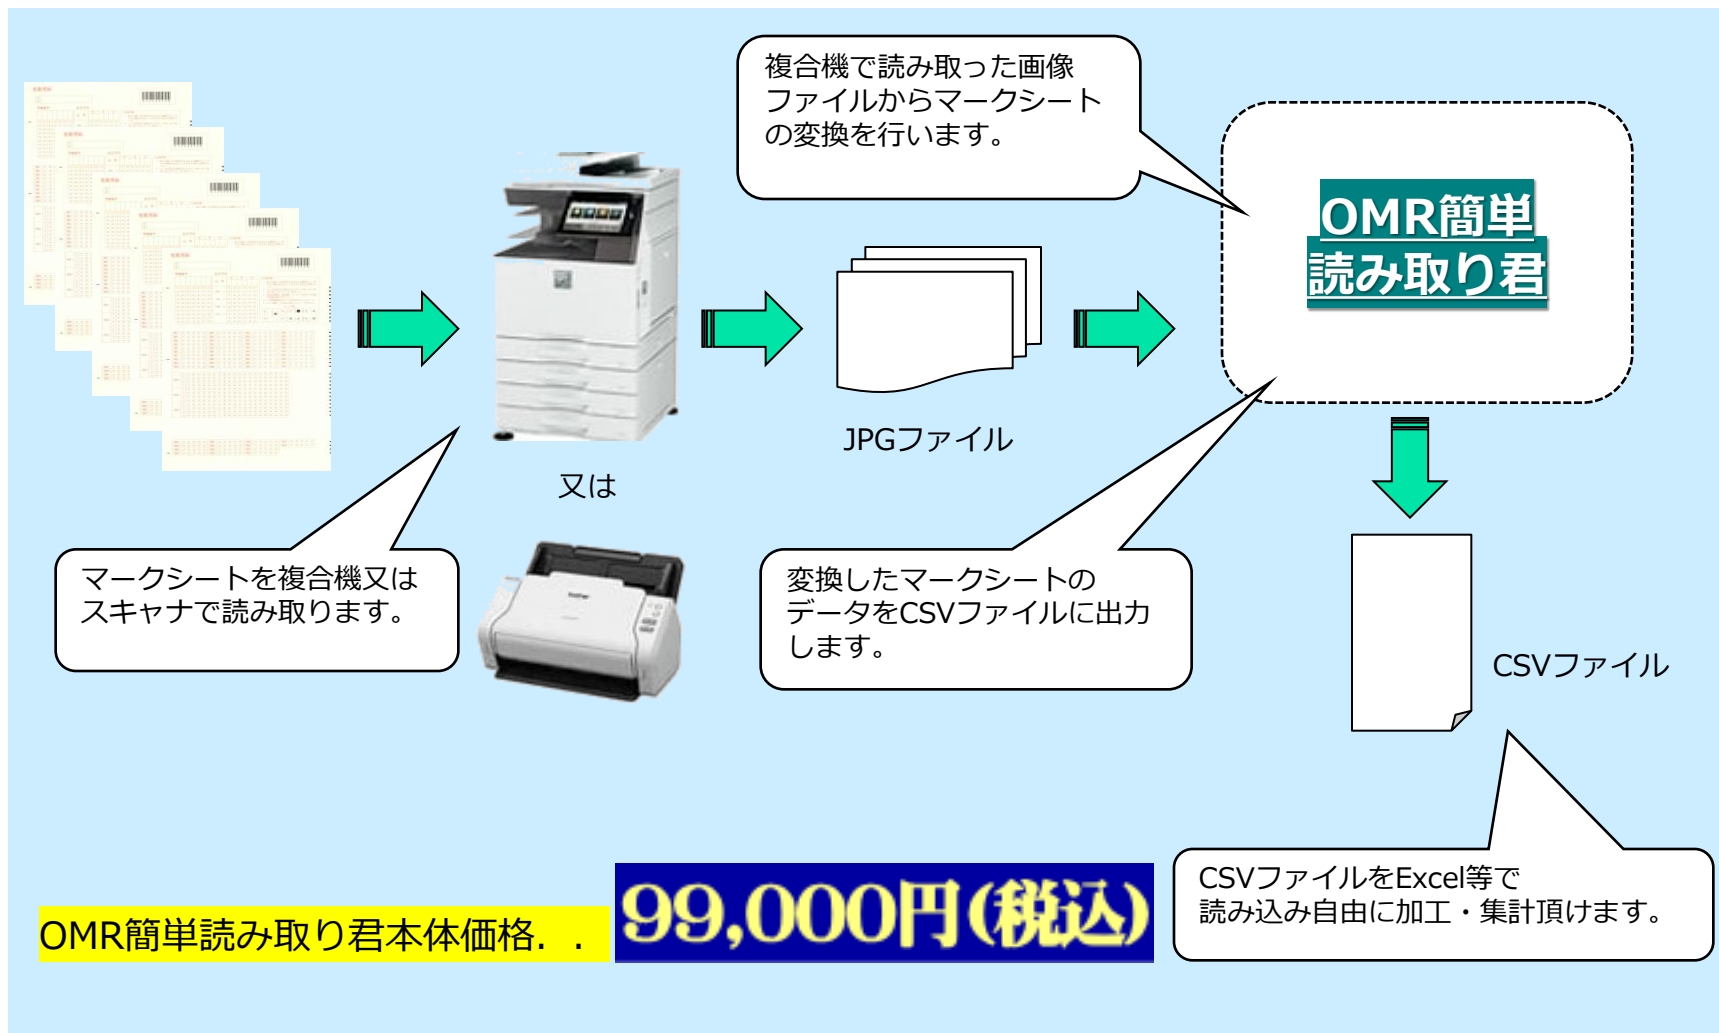 複合機で読み取った画像
ファイルからマークシート
の変換を行います。
OMR簡単
読み取り君
JPGファイル
又は
マークシートを複合機又は
スキャナで読み取ります。
変換したマークシートの
データをCSVファイルに出力
します。
CSVファイル
CSVファイルをExcel等で
読み込み自由に加工・集計頂けます。
OMR簡単読み取り君本体価格．．
99,000円(税込)